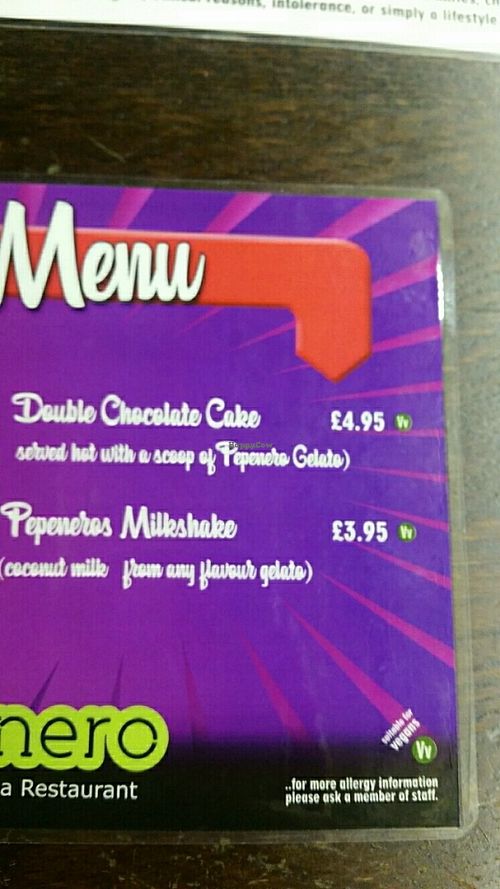 reasons, intolerance, or simply a lifestyle
Menu
Double Chocolate Cake £4.95 Vv
served hot with a scoop of Pepenero Gelato)
HappyCow
Pepeneros Milkshake £3.95 Vv
(coconut milk from any flavour gelato)
suitable for
vegans
Vv
nero
a Restaurant
..for more allergy information
please ask a member of staff.